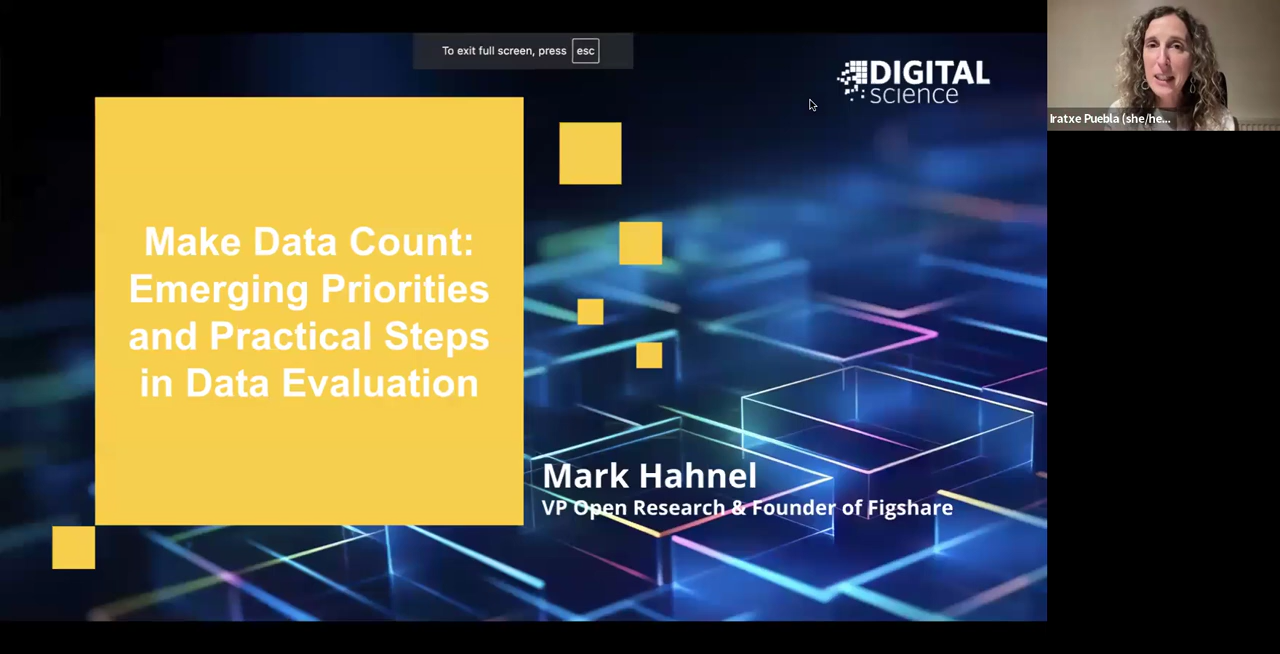 To exit full screen, press esc
DIGITAL
science
Iratxe Puebla (she/he...
Make Data Count:
Emerging Priorities
and Practical Steps
in Data Evaluation
Mark Hahnel
VP Open Research & Founder of Figshare